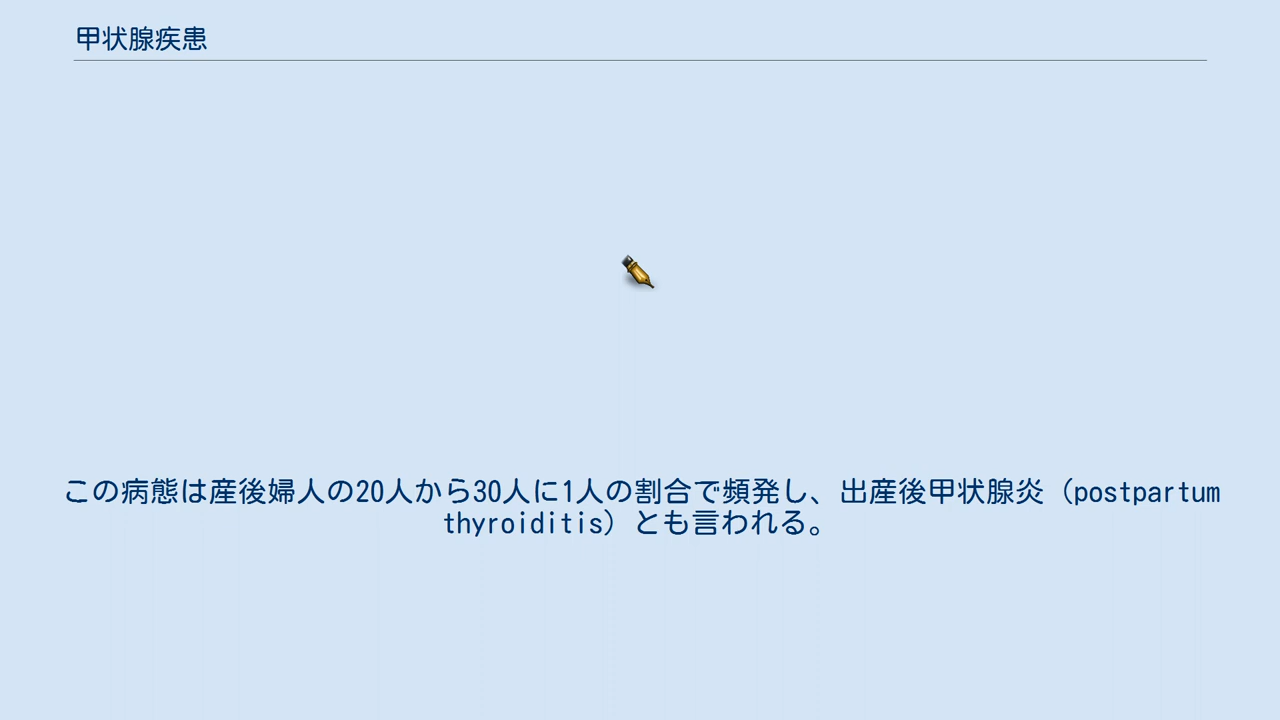 甲状腺疾患
この病態は産後婦人の20人から30人に1人の割合で頻発し、出産後甲状腺炎（postpartum
thyroiditis）とも言われる。